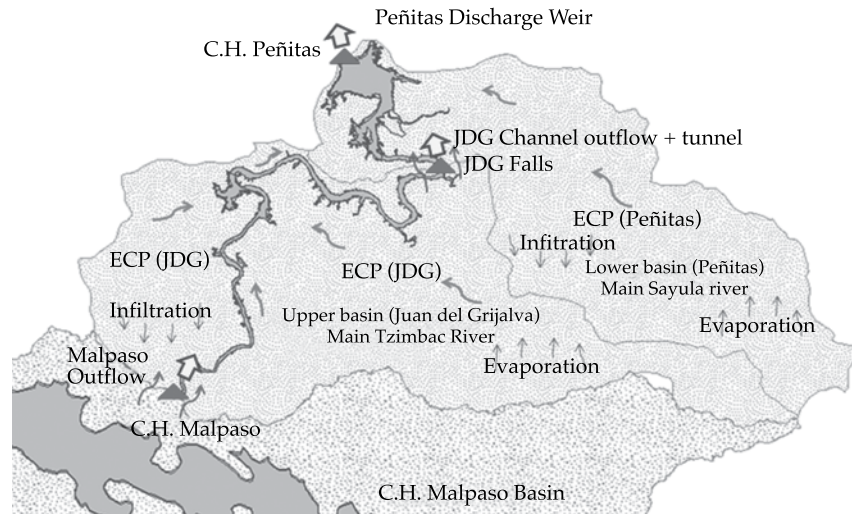 Peñitas Discharge Weir
C.H. Peñitas
JDG Channel outflow + tunnel
JDG Falls
ECP (Peñitas)
Infitration
Lower basin (Peñitas)
Main Sayula river
ECP (JDG)
ECP (JDG)
Infiltration
Upper basin (Juan del Grijalva)
Main Tzimbac River
Evaporation
Malpaso
Outflow
Evaporation
C.H. Malpaso
C.H. Malpaso Basin